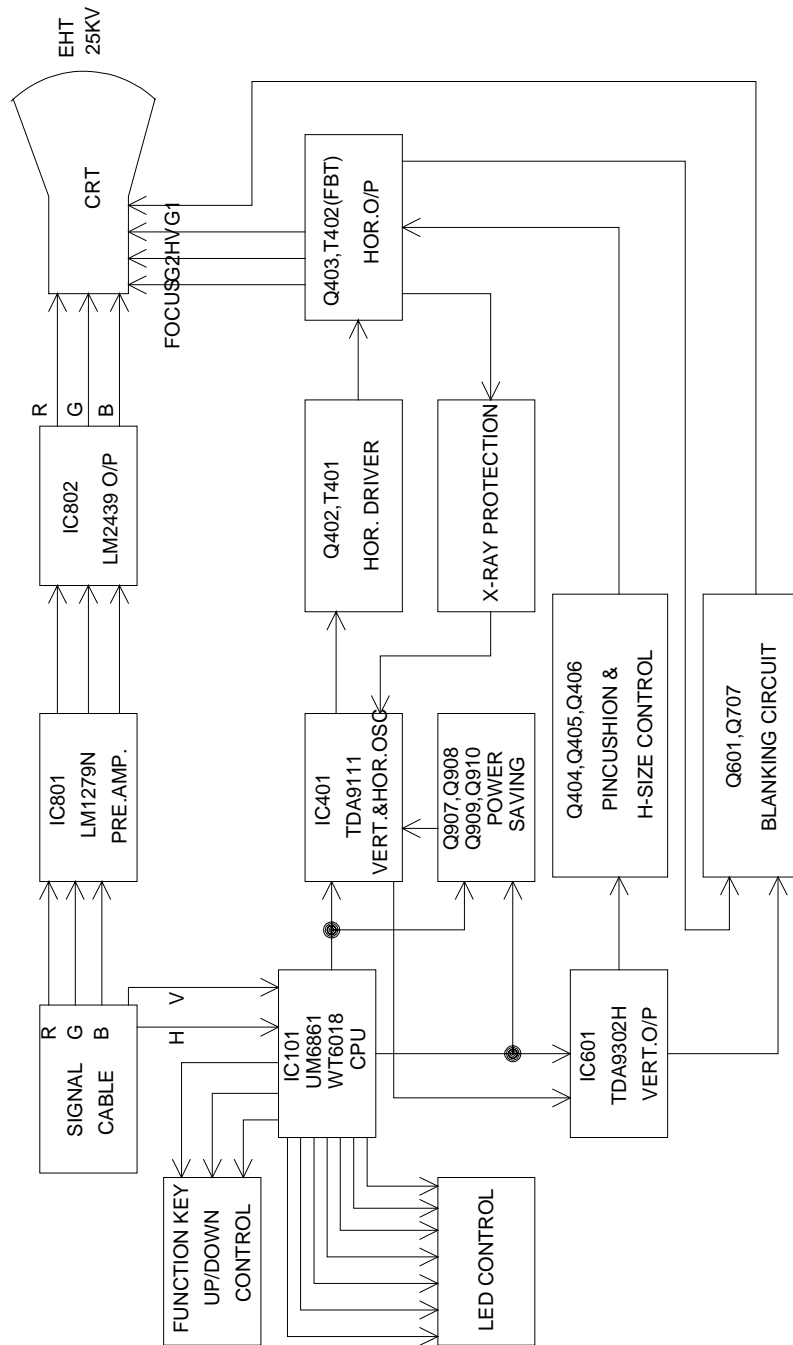 EHT
25KV
CRT
R
G
B
FOCUS
G2
HV
G1
SIGNAL
CABLE
R
G
B
H
V
IC801
LM1279N
PRE.AMP.
IC802
LM2439 O/P
FUNCTION KEY
UP/DOWN
CONTROL
IC101
UM6861
WT6018
CPU
IC401
TDA9111
VERT.&HOR.OSC
Q402,T401
HOR. DRIVER
Q403,T402(FBT)
HOR.O/P
LED CONTROL
Q907,Q908
Q909,Q910
POWER
SAVING
X-RAY PROTECTION
IC601
TDA9302H
VERT.O/P
Q404,Q405,Q406
PINCUSHION &
H-SIZE CONTROL
Q601,Q707
BLANKING CIRCUIT